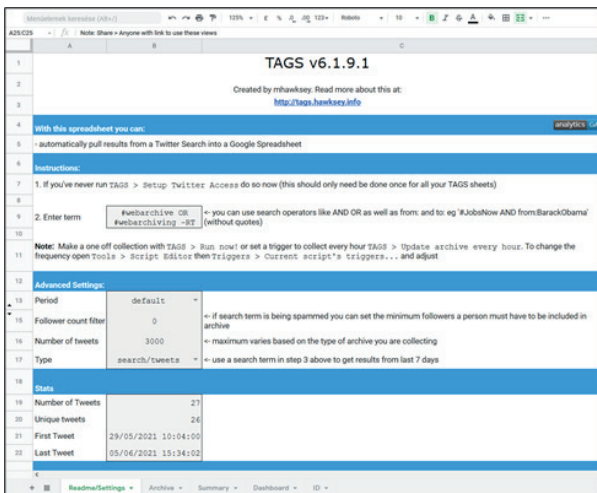 Menüelemek keresése (Alt+/) 125% £ % .0 .00 123 Roboto 10 B I S A
A25:C25 fx Note: Share > Anyone with link to use these views
A B C
1 TAGS v6.1.9.1
2 Created by mhawksey. Read more about this at:
3 http://tags.hawksey.info
4 With this spreadsheet you can: analytics GA
5 - automatically pull results from a Twitter Search into a Google Spreadsheet
6 Instructions:
7 1. If you've never run TAGS > Setup Twitter Access do so now (this should only need be done once for all your TAGS sheets)
8
9 2. Enter term #webarchive OR #webarchiving -RT <- you can use search operators like AND OR as well as from: and to: eg '#JobsNow AND from:BarackObama' (without quotes)
10
11 Note: Make a one off collection with TAGS > Run now! or set a trigger to collect every hour TAGS > Update archive every hour. To change the
frequency open Tools > Script Editor then Triggers > Current script's triggers... and adjust
12 Advanced Settings:
13 Period default
15 Follower count filter 0 <- if search term is being spammed you can set the minimum followers a person must have to be included in
archive
16 Number of tweets 3000 <- maximum varies based on the type of archive you are collecting
17 Type search/tweets <- use a search term in step 3 above to get results from last 7 days
18 Stats
19 Number of Tweets 27
20 Unique tweets 26
21 First Tweet 29/05/2021 10:04:00
22 Last Tweet 05/06/2021 15:34:02
Readme/Settings Archive Summary Dashboard ID